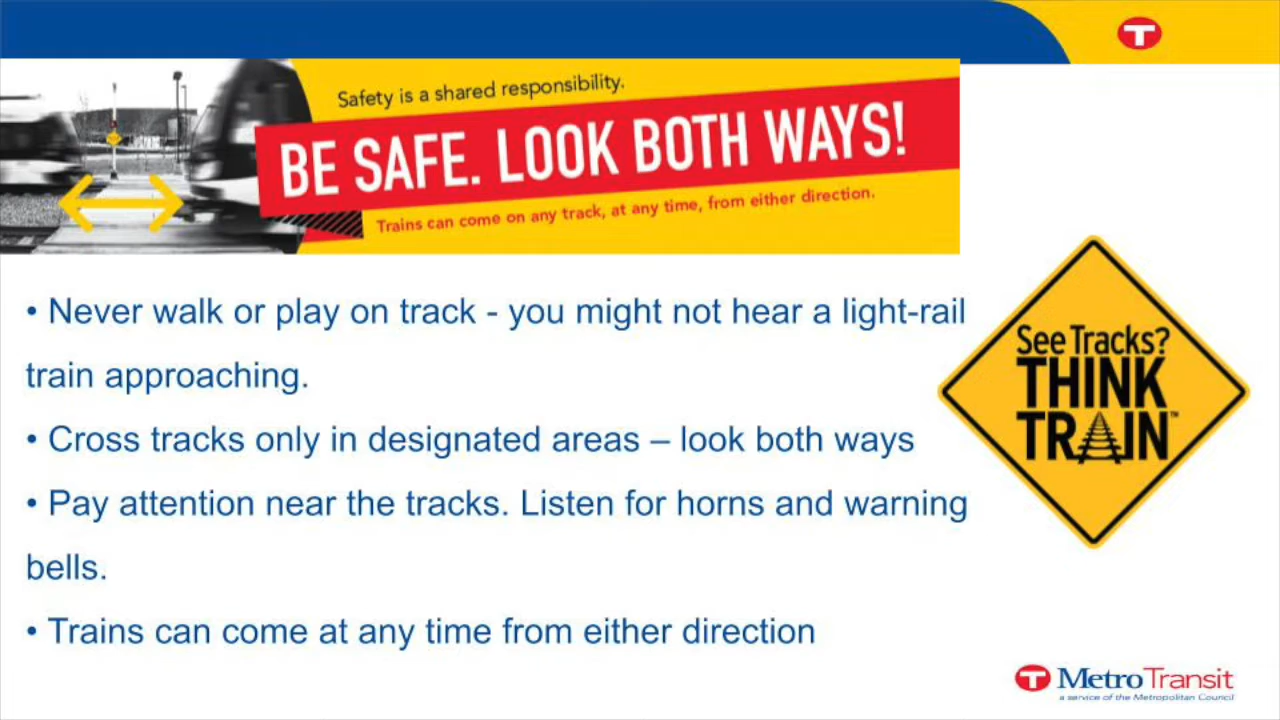 T
Safety is a shared responsibility.
BE SAFE. LOOK BOTH WAYS!
Trains can come on any track, at any time, from either direction.
• Never walk or play on track - you might not hear a light-rail
train approaching.
• Cross tracks only in designated areas – look both ways
• Pay attention near the tracks. Listen for horns and warning
bells.
• Trains can come at any time from either direction
See Tracks?
THINK
TRAIN™
T MetroTransit
a service of the Metropolitan Council